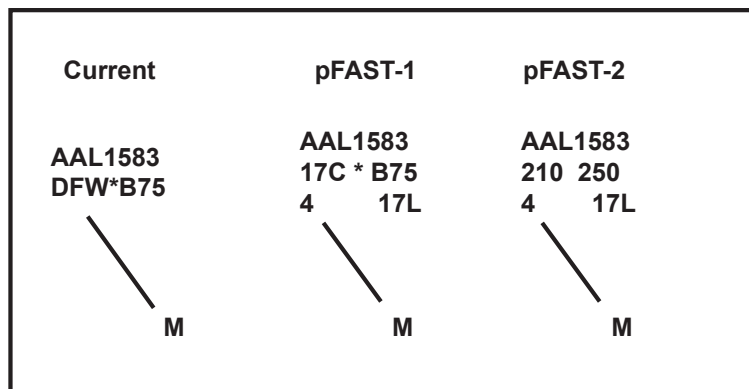 Current pFAST-1 pFAST-2
AAL1583 AAL1583 AAL1583
DFW*B75 17C * B75 210 250
4 17L 4 17L
M M M